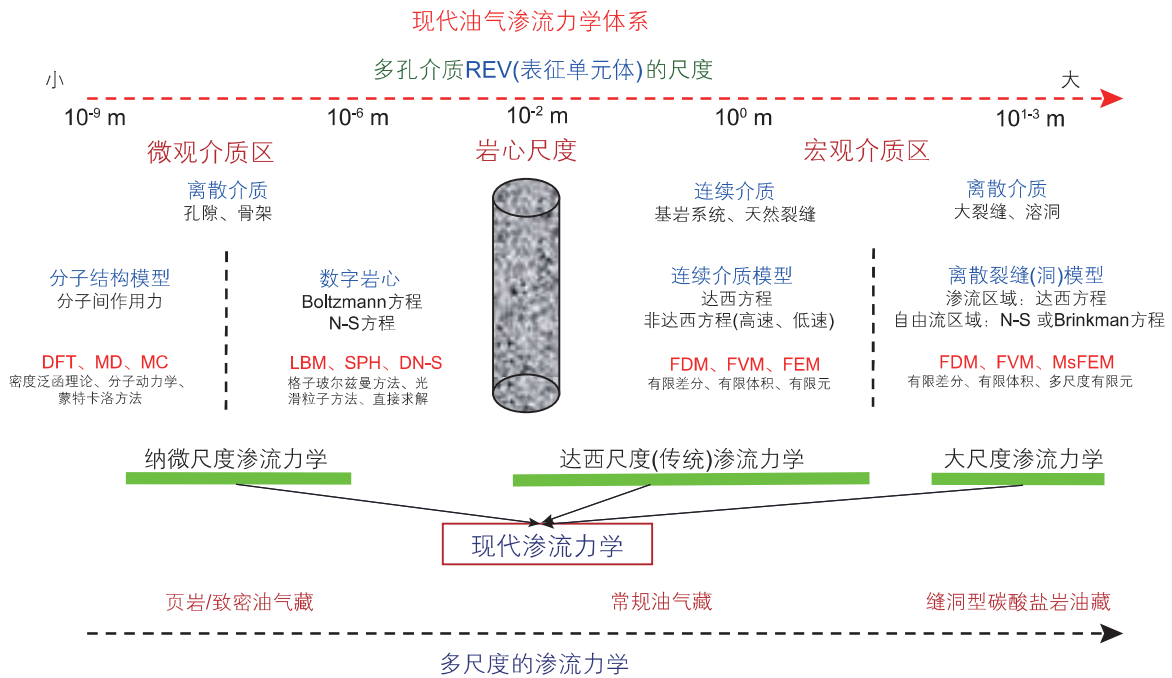 现代油气渗流力学体系
多孔介质REV(表征单元体)的尺度
小
大
10⁻⁹ m
10⁻⁶ m
10⁻² m
10⁰ m
10¹⁻³ m
微观介质区
岩心尺度
宏观介质区
离散介质
孔隙、骨架
连续介质
基岩系统、天然裂缝
离散介质
大裂缝、溶洞
分子结构模型
分子间作用力
数字岩心
Boltzmann方程
N-S方程
连续介质模型
达西方程
非达西方程(高速、低速)
离散裂缝(洞)模型
渗流区域：达西方程
自由流区域：N-S 或Brinkman方程
DFT、MD、MC
密度泛函理论、分子动力学、
蒙特卡洛方法
LBM、SPH、DN-S
格子玻尔兹曼方法、光
滑粒子方法、直接求解
FDM、FVM、FEM
有限差分、有限体积、有限元
FDM、FVM、MsFEM
有限差分、有限体积、多尺度有限元
纳微尺度渗流力学
达西尺度(传统)渗流力学
大尺度渗流力学
现代渗流力学
页岩/致密油气藏
常规油气藏
缝洞型碳酸盐岩油藏
多尺度的渗流力学